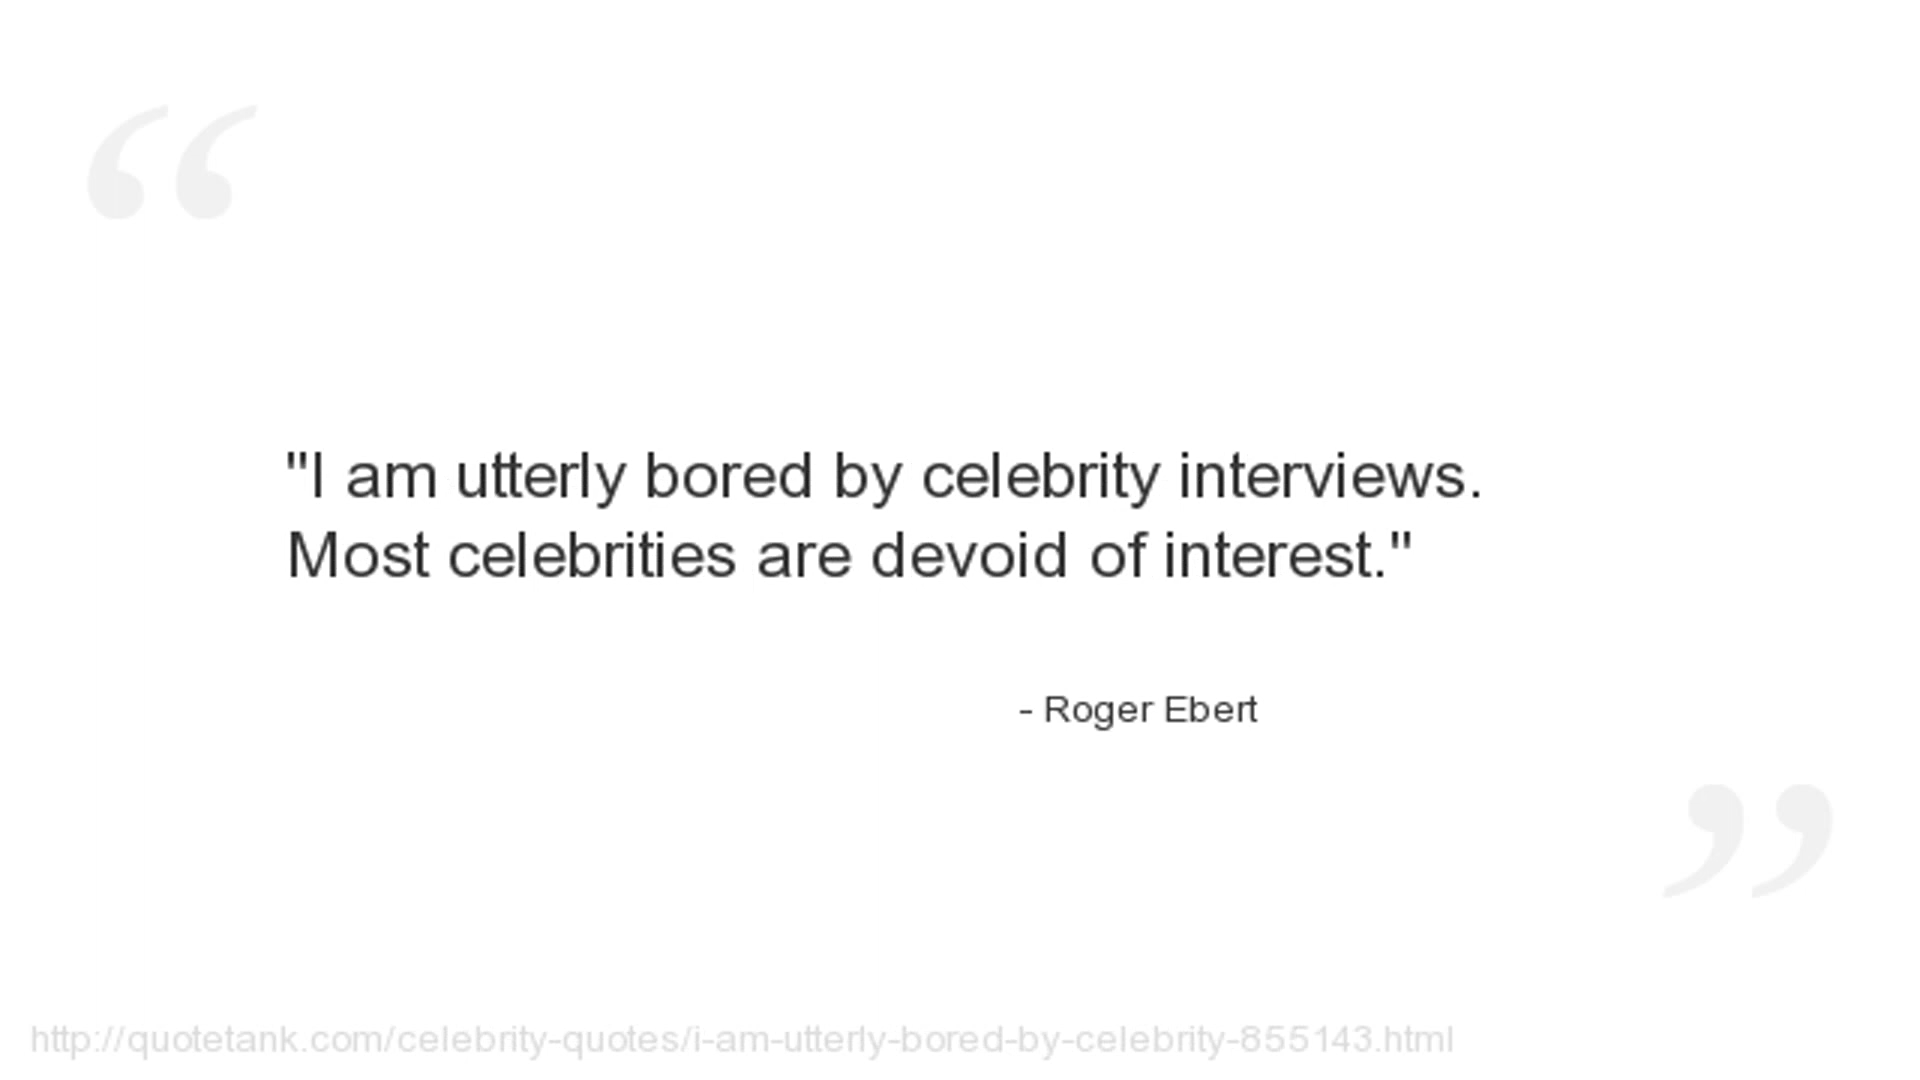 "I am utterly bored by celebrity interviews.
Most celebrities are devoid of interest."
- Roger Ebert
http://quotetank.com/celebrity-quotes/i-am-utterly-bored-by-celebrity-855143.html